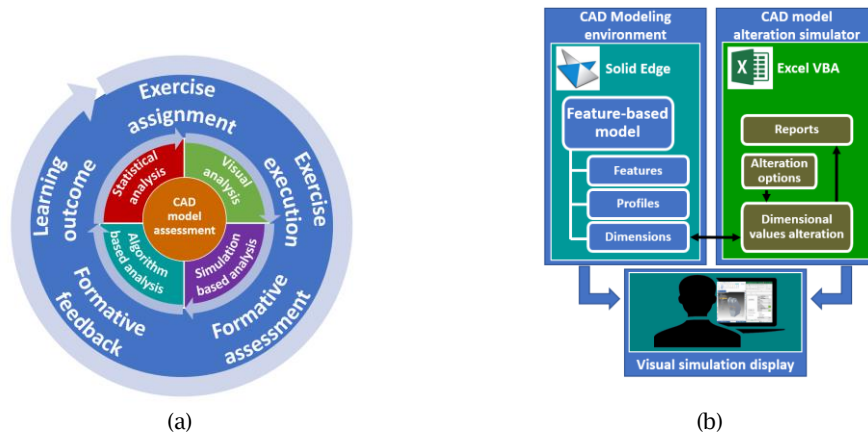 Exercise
assignment
Exercise
execution
Formative
assessment
Formative
feedback
Learning
outcome
Statistical
analysis
Visual
analysis
Simulation
based analysis
Algorithm
based analysis
CAD
model
assessment
(a)
CAD Modeling
environment
Solid Edge
Feature-based
model
Features
Profiles
Dimensions
CAD model
alteration simulator
X
Excel VBA
Reports
Alteration
options
Dimensional
values alteration
Visual simulation display
(b)